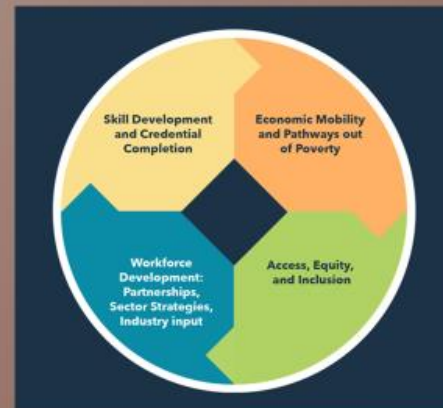 Skill Development
and Credential
Completion
Economic Mobility
and Pathways out
of Poverty
Workforce
Development:
Partnerships,
Sector Strategies,
Industry input
Access, Equity,
and Inclusion